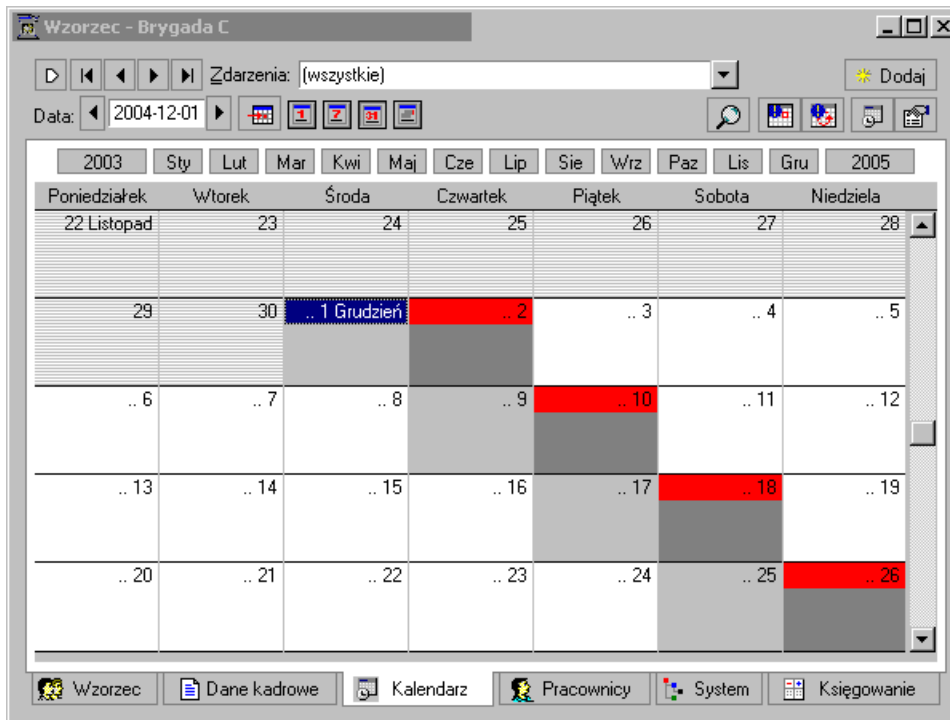 Wzorzec - Brygada C
Zdarzenia: (wszystkie) Dodaj
Data: 2004-12-01 1 7 31
2003 Sty Lut Mar Kwi Maj Cze Lip Sie Wrz Paz Lis Gru 2005
Poniedziałek Wtorek Środa Czwartek Piątek Sobota Niedziela
22 Listopad 23 24 25 26 27 28
29 30 .. 1 Grudzień .. 2 .. 3 .. 4 .. 5
.. 6 .. 7 .. 8 .. 9 .. 10 .. 11 .. 12
.. 13 .. 14 .. 15 .. 16 .. 17 .. 18 .. 19
.. 20 .. 21 .. 22 .. 23 .. 24 .. 25 .. 26
Wzorzec Dane kadrowe Kalendarz Pracownicy System Księgowanie